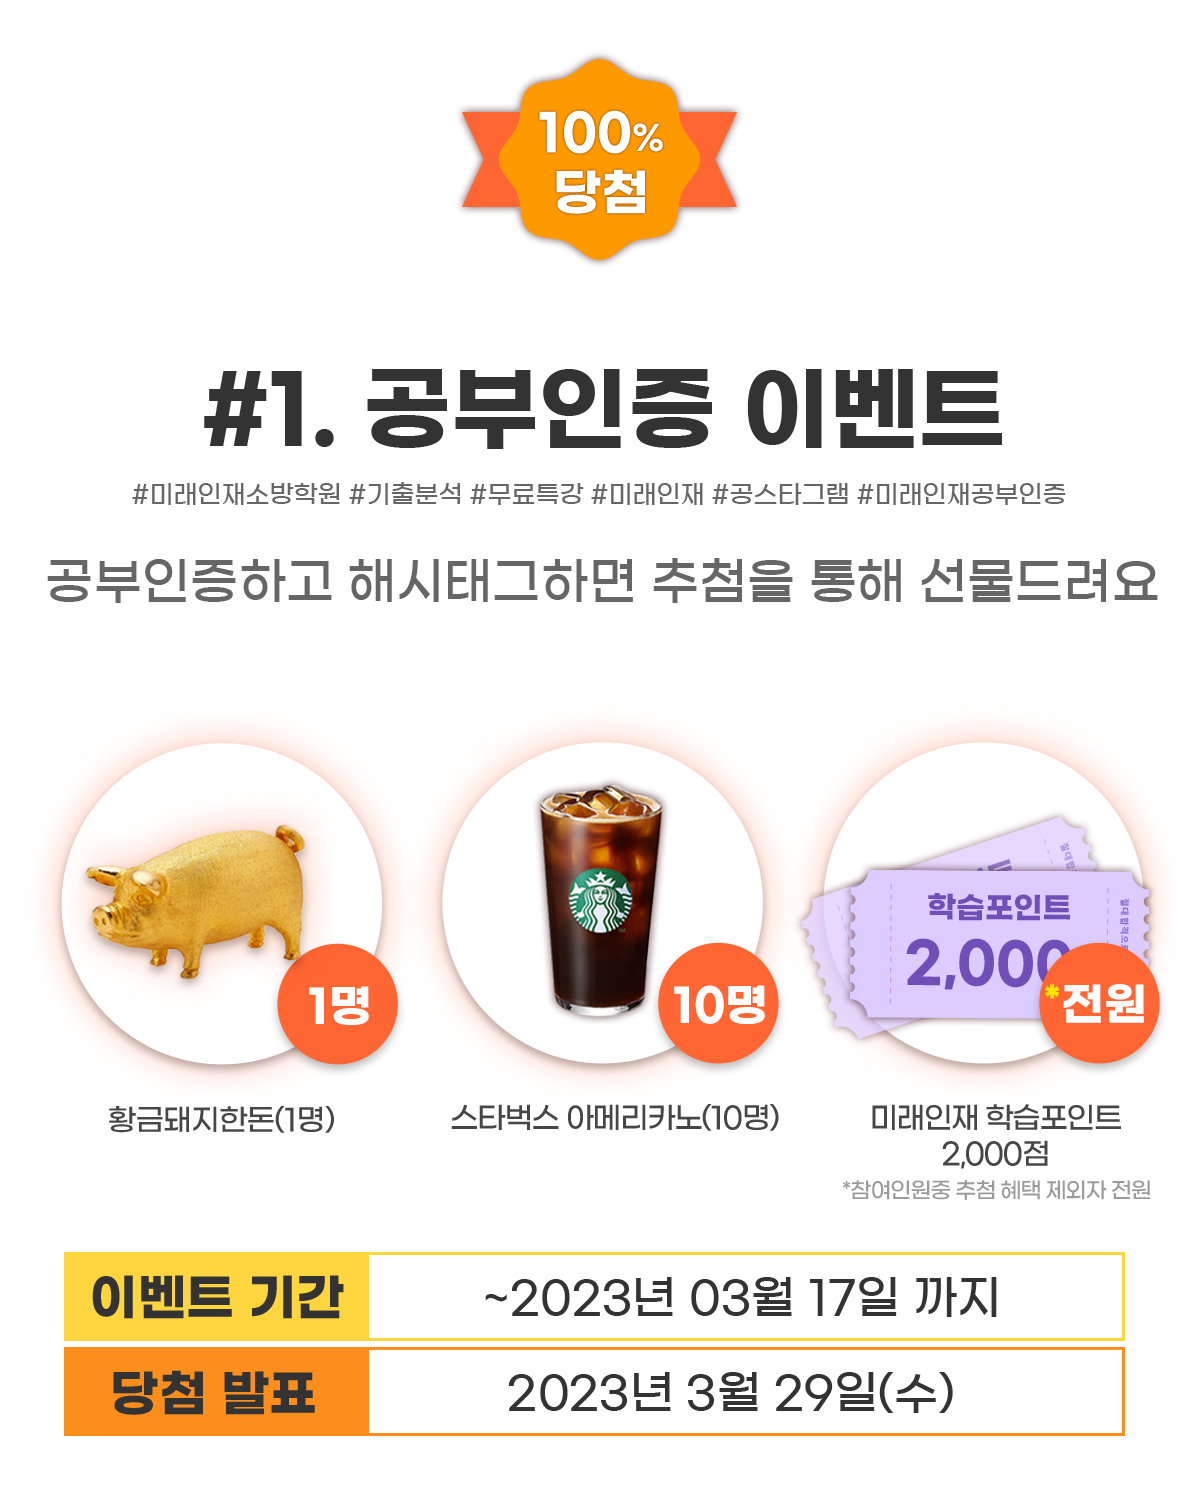 100%
당첨
#1. 공부인증 이벤트
#미래인재소방학원 #기출분석 #무료특강 #미래인재 #공스타그램 #미래인재공부인증
공부인증하고 해시태그하면 추첨을 통해 선물드려요
학습포인트
2,000
1명
10명
*전원
황금돼지한돈(1명)
스타벅스 아메리카노(10명)
미래인재 학습포인트
2,000점
*참여인원중 추첨 혜택 제외자 전원
이벤트 기간
~2023년 03월 17일 까지
당첨 발표
2023년 3월 29일(수)